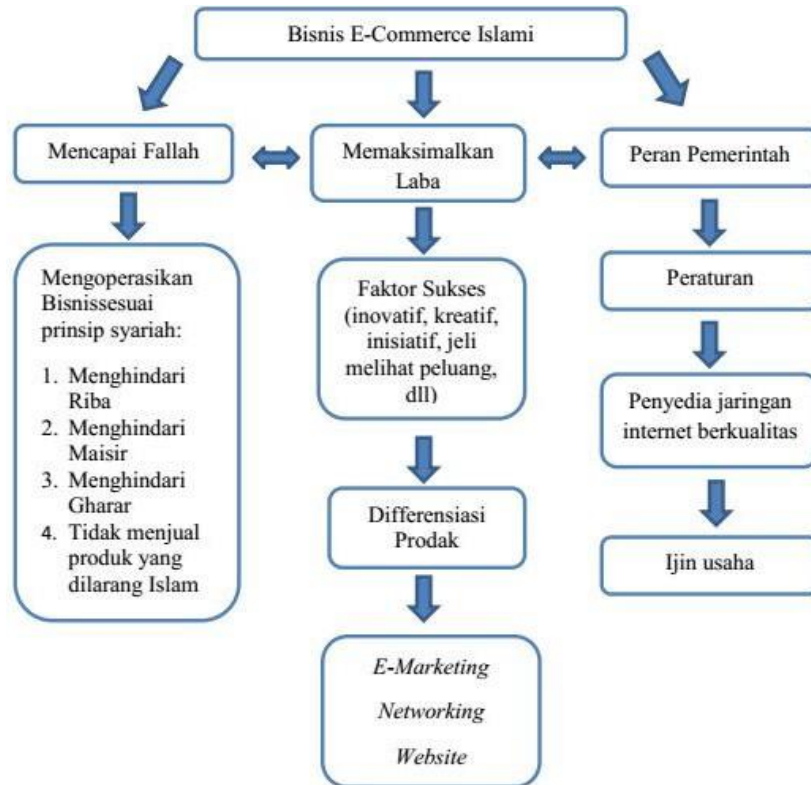 Bisnis E-Commerce Islami
Mencapai Fallah
Memaksimalkan
Laba
Peran Pemerintah
Mengoperasikan
Bisnissesuai
prinsip syariah:
1. Menghindari
Riba
2. Menghindari
Maisir
3. Menghindari
Gharar
4. Tidak menjual
produk yang
dilarang Islam
Faktor Sukses
(inovatif, kreatif,
inisiatif, jeli
melihat peluang,
dll)
Differensiasi
Prodak
E-Marketing
Networking
Website
Peraturan
Penyedia jaringan
internet berkualitas
Ijin usaha